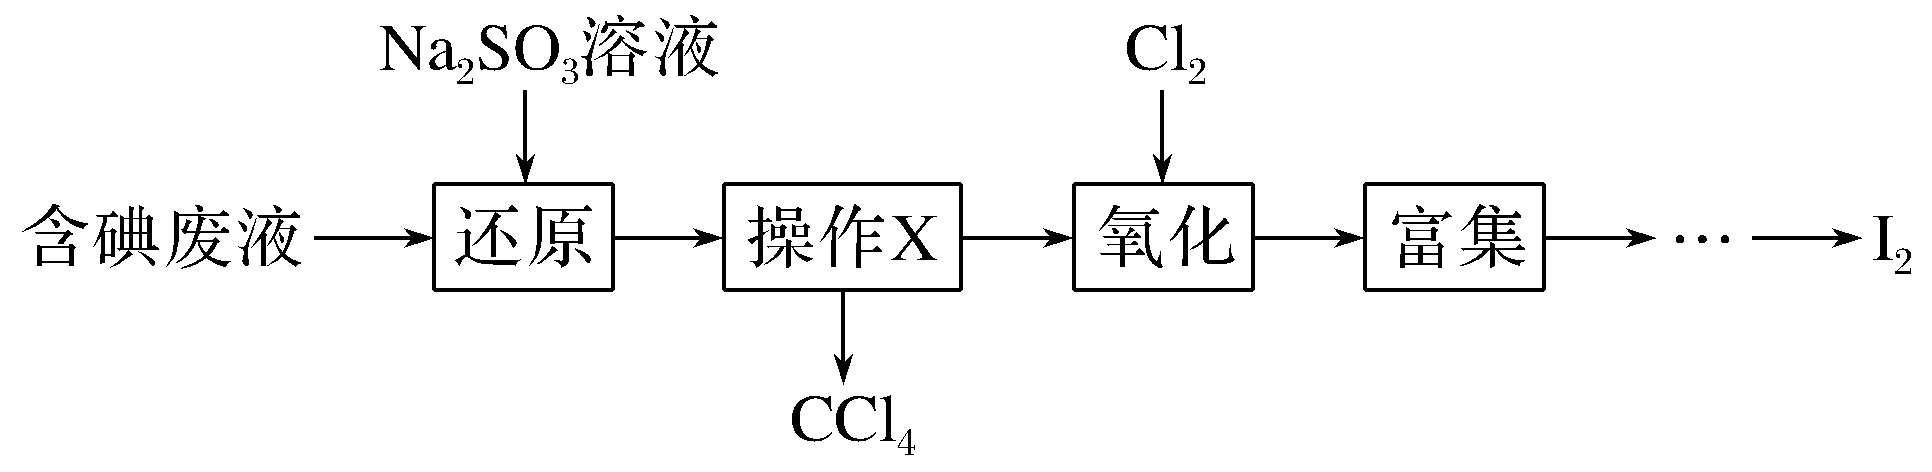 Na₂SO₃溶液 Cl₂
含碘废液 还原 操作X 氧化 富集 … I₂
CCl₄